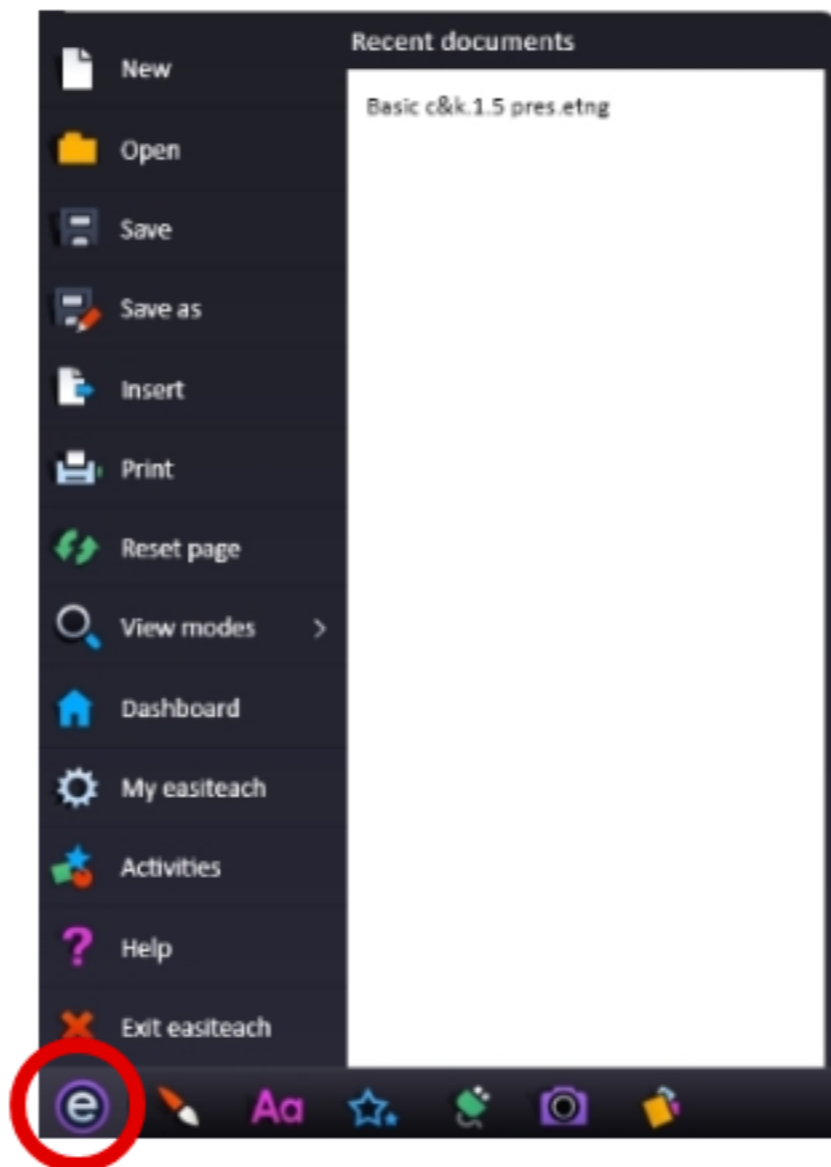 Recent documents
Basic c&k.1.5 pres.etng
New
Open
Save
Save as
Insert
Print
Reset page
View modes >
Dashboard
My easiteach
Activities
? Help
Exit easiteach
e
Aa